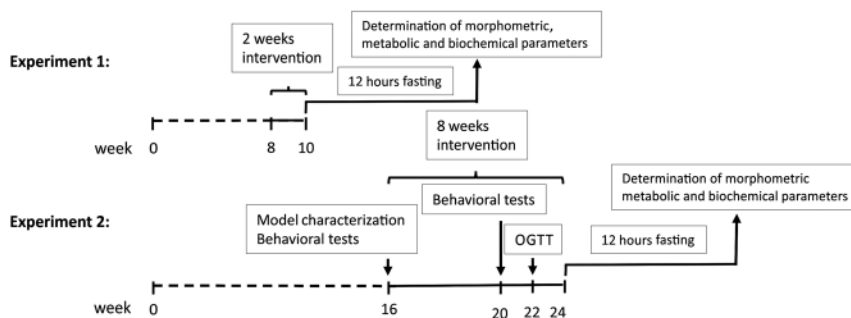 Determination of morphometric,
metabolic and biochemical parameters
2 weeks
intervention
Experiment 1:
12 hours fasting
week 0 8 10
8 weeks
intervention
Determination of morphometric
metabolic and biochemical parameters
Behavioral tests
Model characterization
Behavioral tests
Experiment 2:
OGTT
12 hours fasting
week 0 16 20 22 24